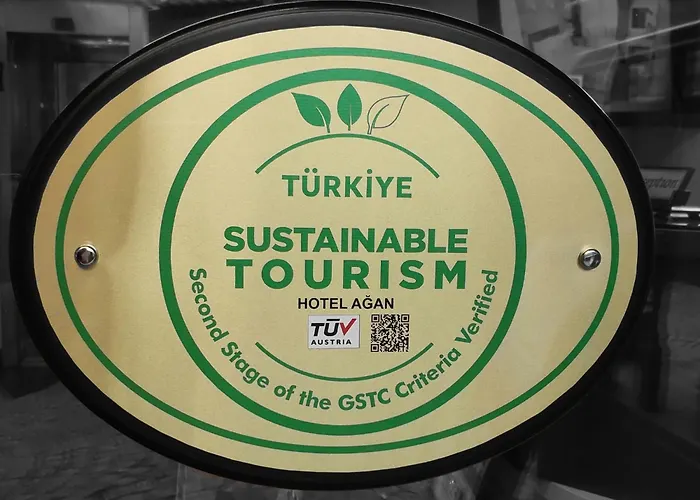 TÜRKİYE
SUSTAINABLE
TOURISM
HOTEL AĞAN
TÜV
AUSTRIA
Second Stage of the GSTC Criteria Verified